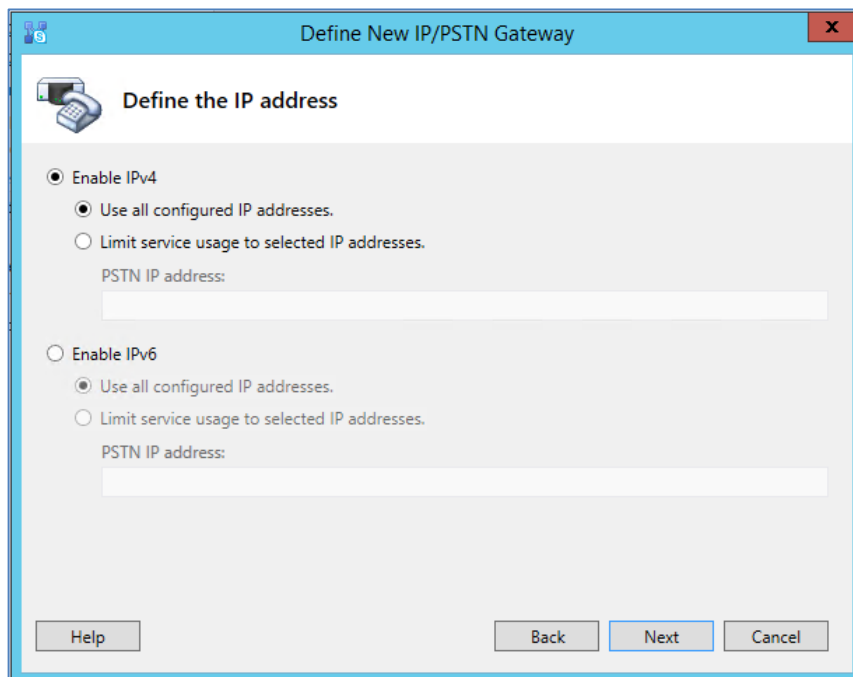 Define New IP/PSTN Gateway
x
Define the IP address
Enable IPv4
Use all configured IP addresses.
Limit service usage to selected IP addresses.
PSTN IP address:
Enable IPv6
Use all configured IP addresses.
Limit service usage to selected IP addresses.
PSTN IP address:
Help Back Next Cancel